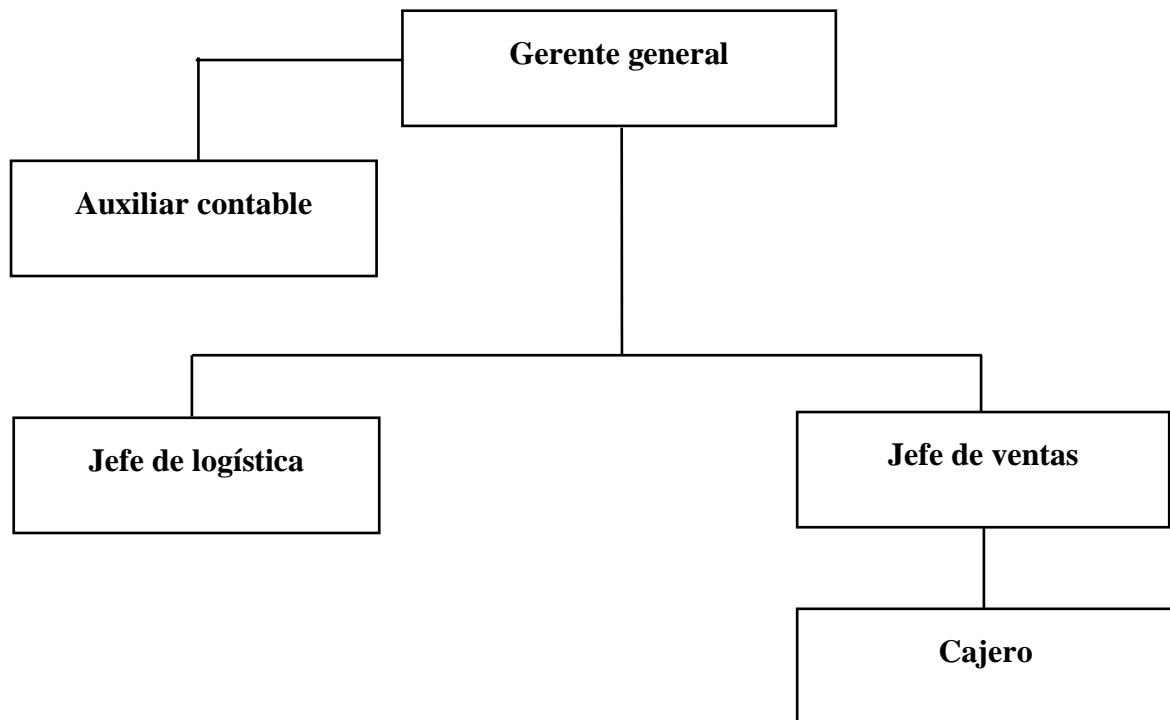 Gerente general
Auxiliar contable
Jefe de logística
Jefe de ventas
Cajero